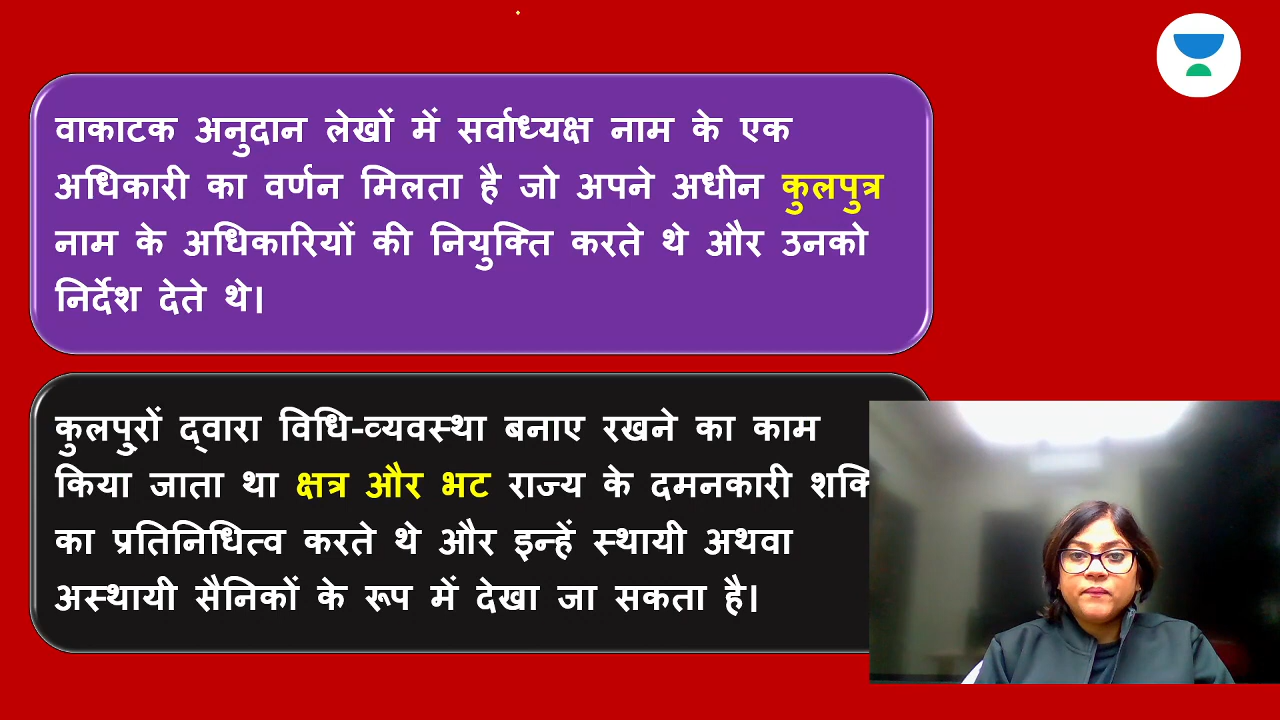 वाकाटक अनुदान लेखों में सर्वाध्यक्ष नाम के एक
अधिकारी का वर्णन मिलता है जो अपने अधीन कुलपुत्र
नाम के अधिकारियों की नियुक्ति करते थे और उनको
निर्देश देते थे।
कुलपु्रों द्वारा विधि-व्यवस्था बनाए रखने का काम
किया जाता था क्षत्र और भट राज्य के दमनकारी
का प्रतिनिधित्व करते थे और इन्हें स्थायी अथवा
अस्थायी सैनिकों के रूप में देखा जा सकता है।